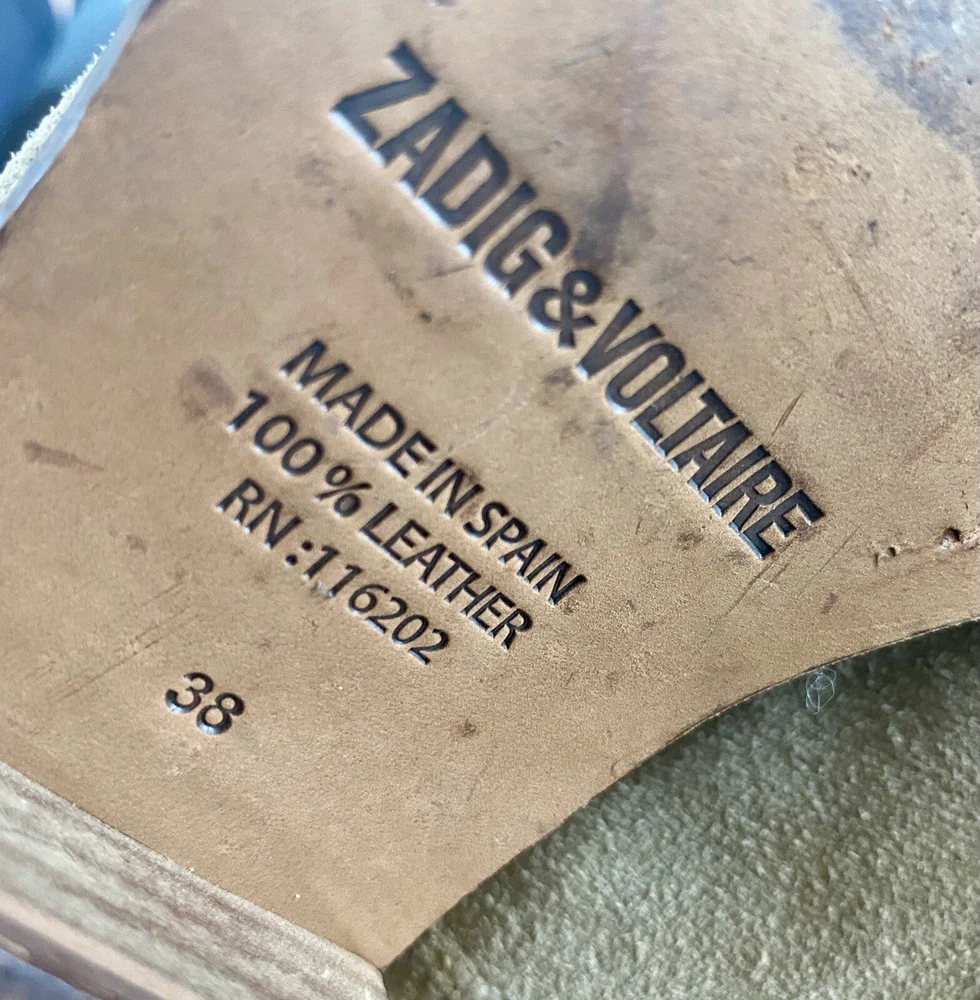 ZADIG&VOLTAIRE
MADE IN SPAIN
100% LEATHER
RN:116202
38